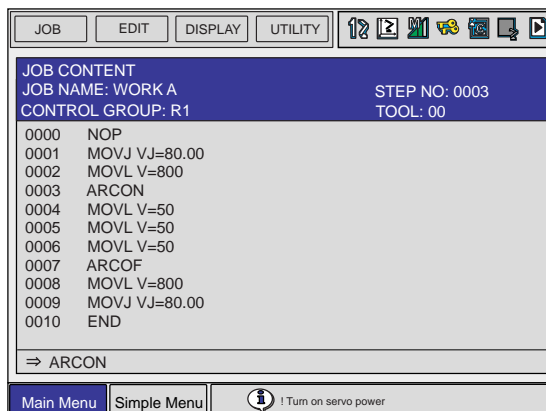 JOB EDIT DISPLAY UTILITY
JOB CONTENT
JOB NAME: WORK A STEP NO: 0003
CONTROL GROUP: R1 TOOL: 00
0000 NOP
0001 MOVJ VJ=80.00
0002 MOVL V=800
0003 ARCON
0004 MOVL V=50
0005 MOVL V=50
0006 MOVL V=50
0007 ARCOF
0008 MOVL V=800
0009 MOVJ VJ=80.00
0010 END
⇒ ARCON
Main Menu Simple Menu ! Turn on servo power